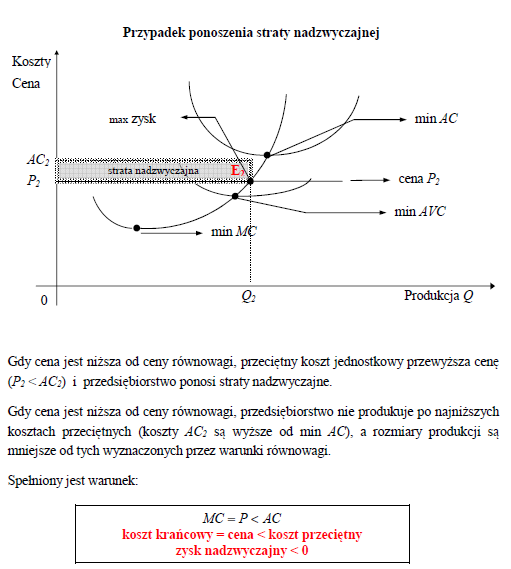 Przypadek ponoszenia straty nadzwyczajnej
Koszty
Cena
max zysk
min AC
AC2
strata nadzwyczajna
E2
P2
cena P2
min AVC
min MC
0
Q2
Produkcja Q
Gdy cena jest niższa od ceny równowagi, przeciętny koszt jednostkowy przewyższa cenę
(P2 < AC2) i przedsiębiorstwo ponosi straty nadzwyczajne.
Gdy cena jest niższa od ceny równowagi, przedsiębiorstwo nie produkuje po najniższych
kosztach przeciętnych (koszty AC2 są wyższe od min AC), a rozmiary produkcji są
mniejsze od tych wyznaczonych przez warunki równowagi.
Spełniony jest warunek:
MC = P < AC
koszt krańcowy = cena < koszt przeciętny
zysk nadzwyczajny < 0